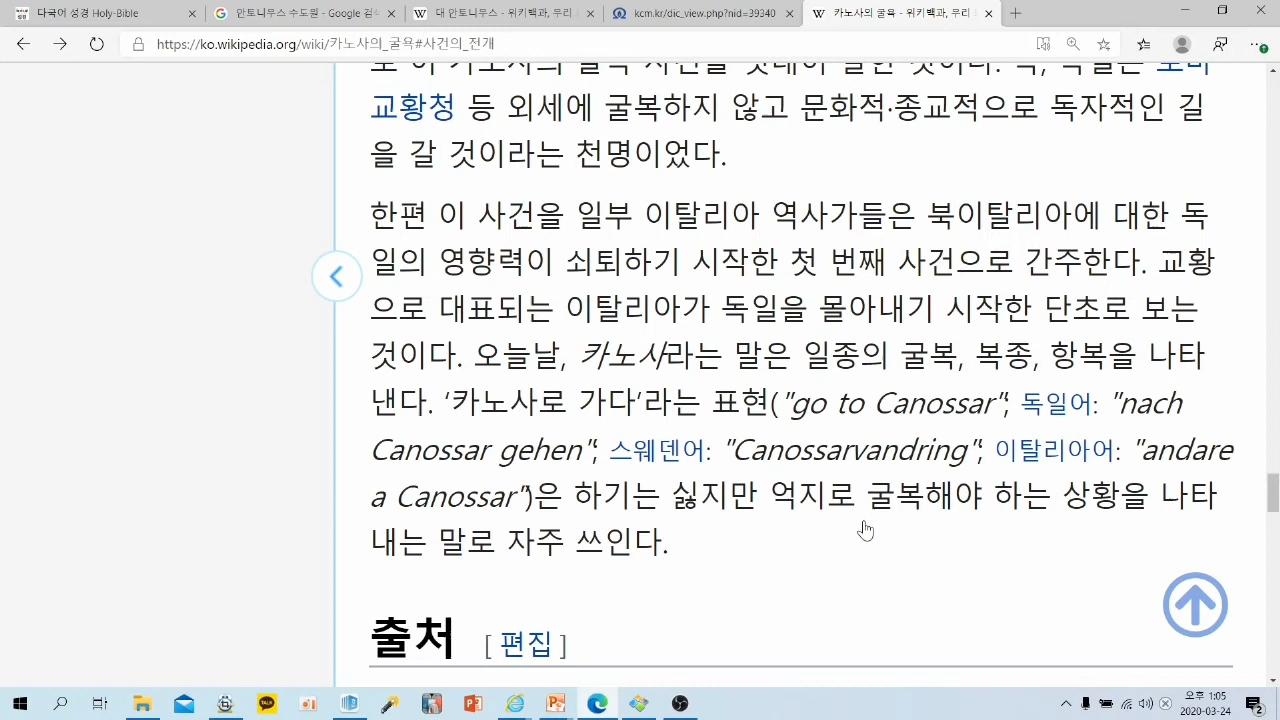 다국어 성경 Holy-Bible
안토니우스 수도원 - Google 검색
대 안토니우스 - 위키백과, 우리 모
kcm.kr/dic_view.php?nid=39340
카노사의 굴욕 - 위키백과, 우리 모
https://ko.wikipedia.org/wiki/카노사의_굴욕#사건의_전개
교황청 등 외세에 굴복하지 않고 문화적·종교적으로 독자적인 길
을 갈 것이라는 천명이었다.
한편 이 사건을 일부 이탈리아 역사가들은 북이탈리아에 대한 독
일의 영향력이 쇠퇴하기 시작한 첫 번째 사건으로 간주한다. 교황
으로 대표되는 이탈리아가 독일을 몰아내기 시작한 단초로 보는
것이다. 오늘날, 카노사라는 말은 일종의 굴복, 복종, 항복을 나타
낸다. ‘카노사로 가다’라는 표현("go to Canossar"; 독일어: "nach
Canossar gehen"; 스웨덴어: "Canossarvandring"; 이탈리아어: "andare
a Canossar")은 하기는 싫지만 억지로 굴복해야 하는 상황을 나타
내는 말로 자주 쓰인다.
출처 [ 편집 ]
오후 1:05
2020-03-24
2